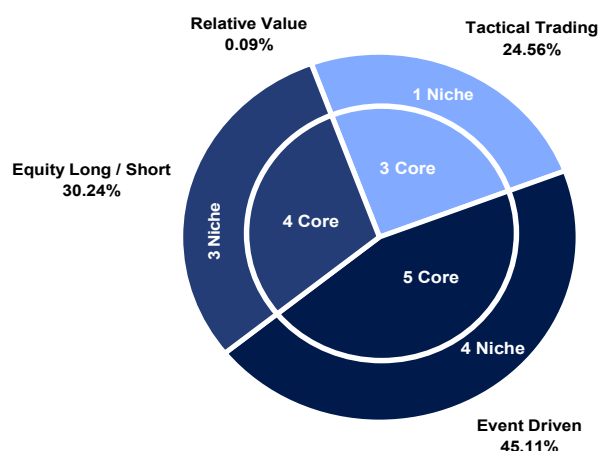 Relative Value
0.09%
Tactical Trading
24.56%
1 Niche
3 Core
Equity Long / Short
30.24%
3 Niche
4 Core
5 Core
4 Niche
Event Driven
45.11%